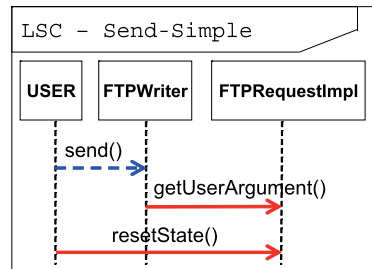 LSC – Send-Simple
USER FTPWriter FTPRequestImpl
send()
getUserArgument()
resetState()